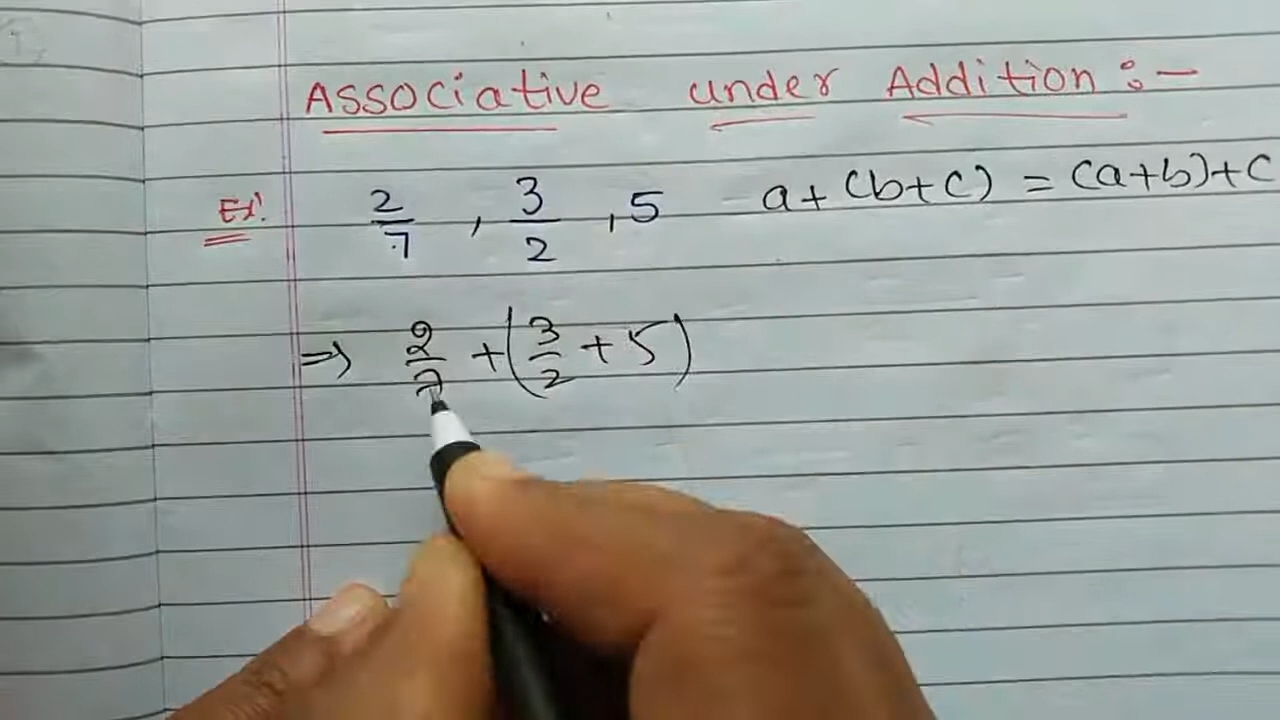 Associative under Addition :-
Ex! 2/7 , 3/2 , 5 a+(b+c) = (a+b)+c
⇒ 2/7 + (3/2 + 5)